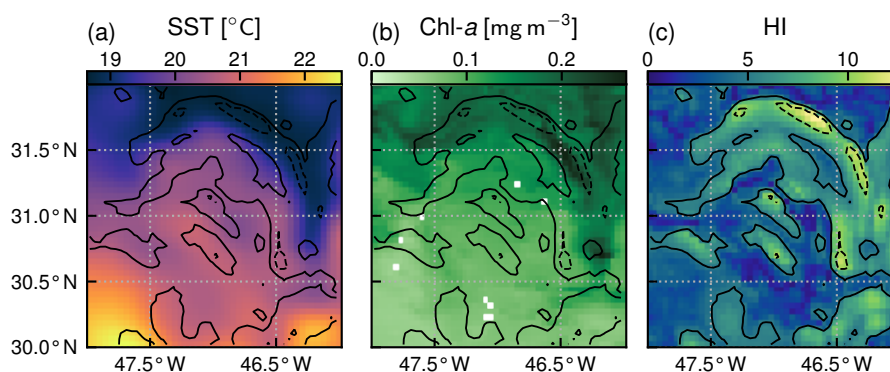 (a) SST [°C] (b) Chl-a [mg m−3] (c) HI
19 20 21 22 0.0 0.1 0.2 0 5 10
31.5°N
31.0°N
30.5°N
30.0°N
47.5°W 46.5°W 47.5°W 46.5°W 47.5°W 46.5°W